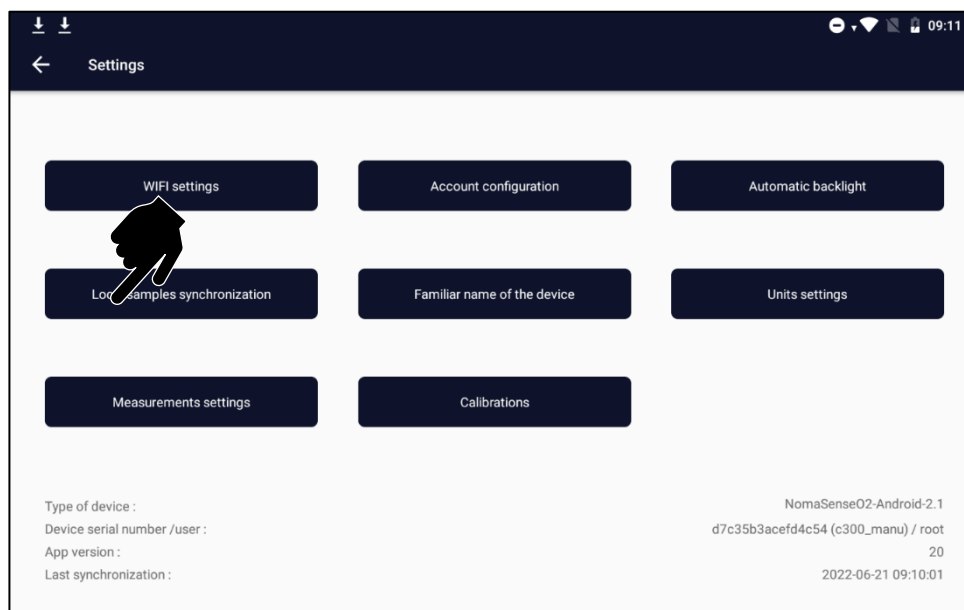 09:11
Settings
WIFI settings
Account configuration
Automatic backlight
samples synchronization
Familiar name of the device
Units settings
Measurements settings
Calibrations
Type of device :
NomaSenseO2-Android-2.1
Device serial number /user :
d7c35b3acefd4c54 (c300_manu) / root
App version :
20
Last synchronization :
2022-06-21 09:10:01